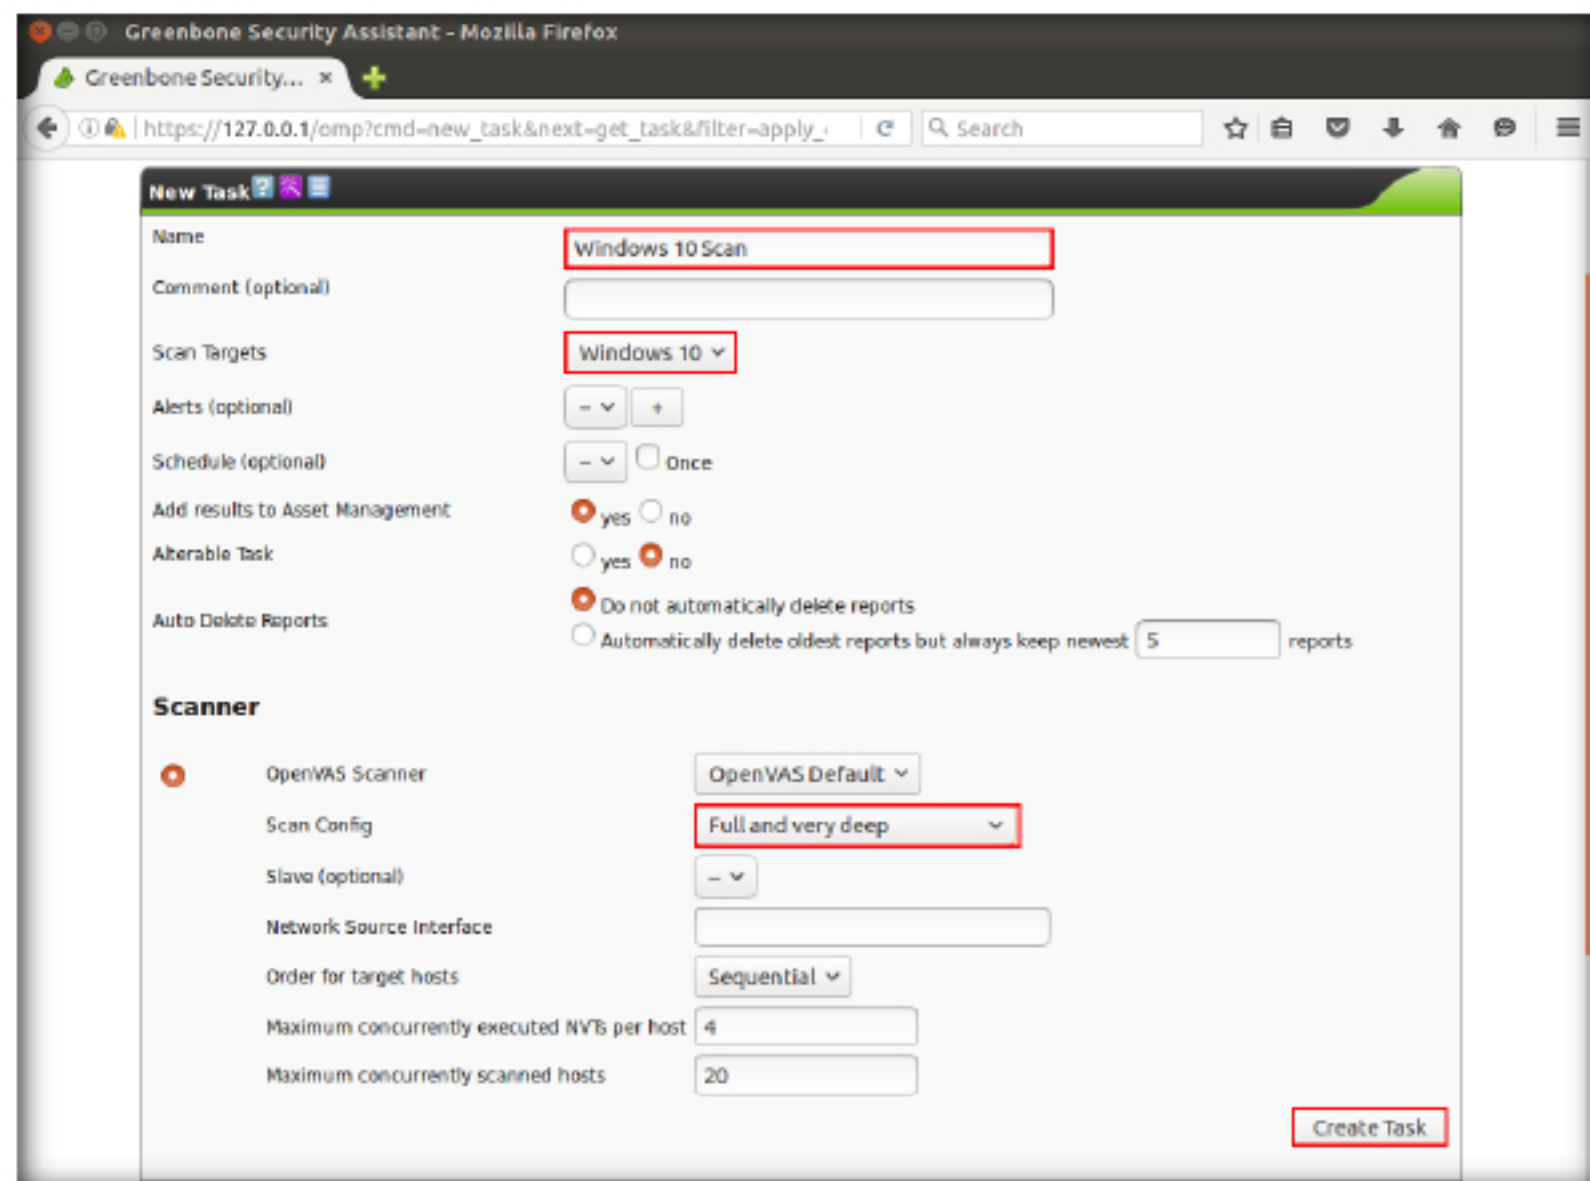 Greenbone Security Assistant - Mozilla Firefox
Greenbone Security... ×
https://127.0.0.1/omp?cmd=new_task&next=get_task&filter=apply_ Search
New Task ?
Name Windows 10 Scan
Comment (optional)
Scan Targets Windows 10
Alerts (optional) -- +
Schedule (optional) -- Once
Add results to Asset Management yes no
Alterable Task yes no
Auto Delete Reports Do not automatically delete reports
Automatically delete oldest reports but always keep newest 5 reports
Scanner
OpenVAS Scanner OpenVAS Default
Scan Config Full and very deep
Slave (optional) --
Network Source Interface
Order for target hosts Sequential
Maximum concurrently executed NVTs per host 4
Maximum concurrently scanned hosts 20
Create Task